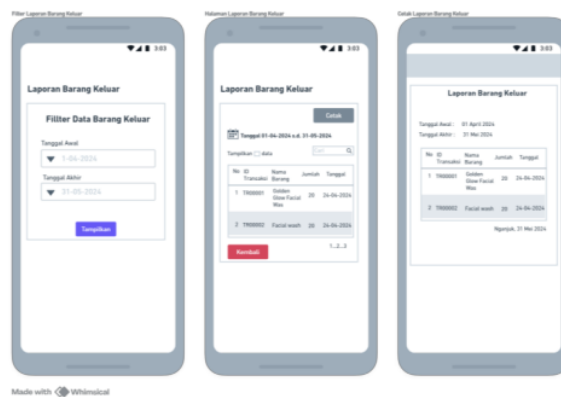 Filter Laporan Barang Keluar
3:03
Laporan Barang Keluar
Fillter Data Barang Keluar
Tanggal Awal
1-04-2024
Tanggal Akhir
31-05-2024
Tampilkan
Halaman Laporan Barang Keluar
3:03
Laporan Barang Keluar
Cetak
Tanggal 01-04-2024 s.d. 31-05-2024
Tampilkan data
Cari
No ID Transaksi Nama Barang Jumlah Tanggal
1 TR00001 Golden Glow Facial Was 20 24-04-2024
2 TR00002 Facial wash 20 24-04-2024
Kembali
1...2...3
Cetak Laporan Barang Keluar
3:03
Laporan Barang Keluar
Tanggal Awal : 01 April 2024
Tanggal Akhir : 31 Mei 2024
No ID Transaksi Nama Barang Jumlah Tanggal
1 TR00001 Golden Glow Facial Was 20 24-04-2024
2 TR00002 Facial wash 20 24-04-2024
Nganjuk, 31 Mei 2024
Made with Whimsical